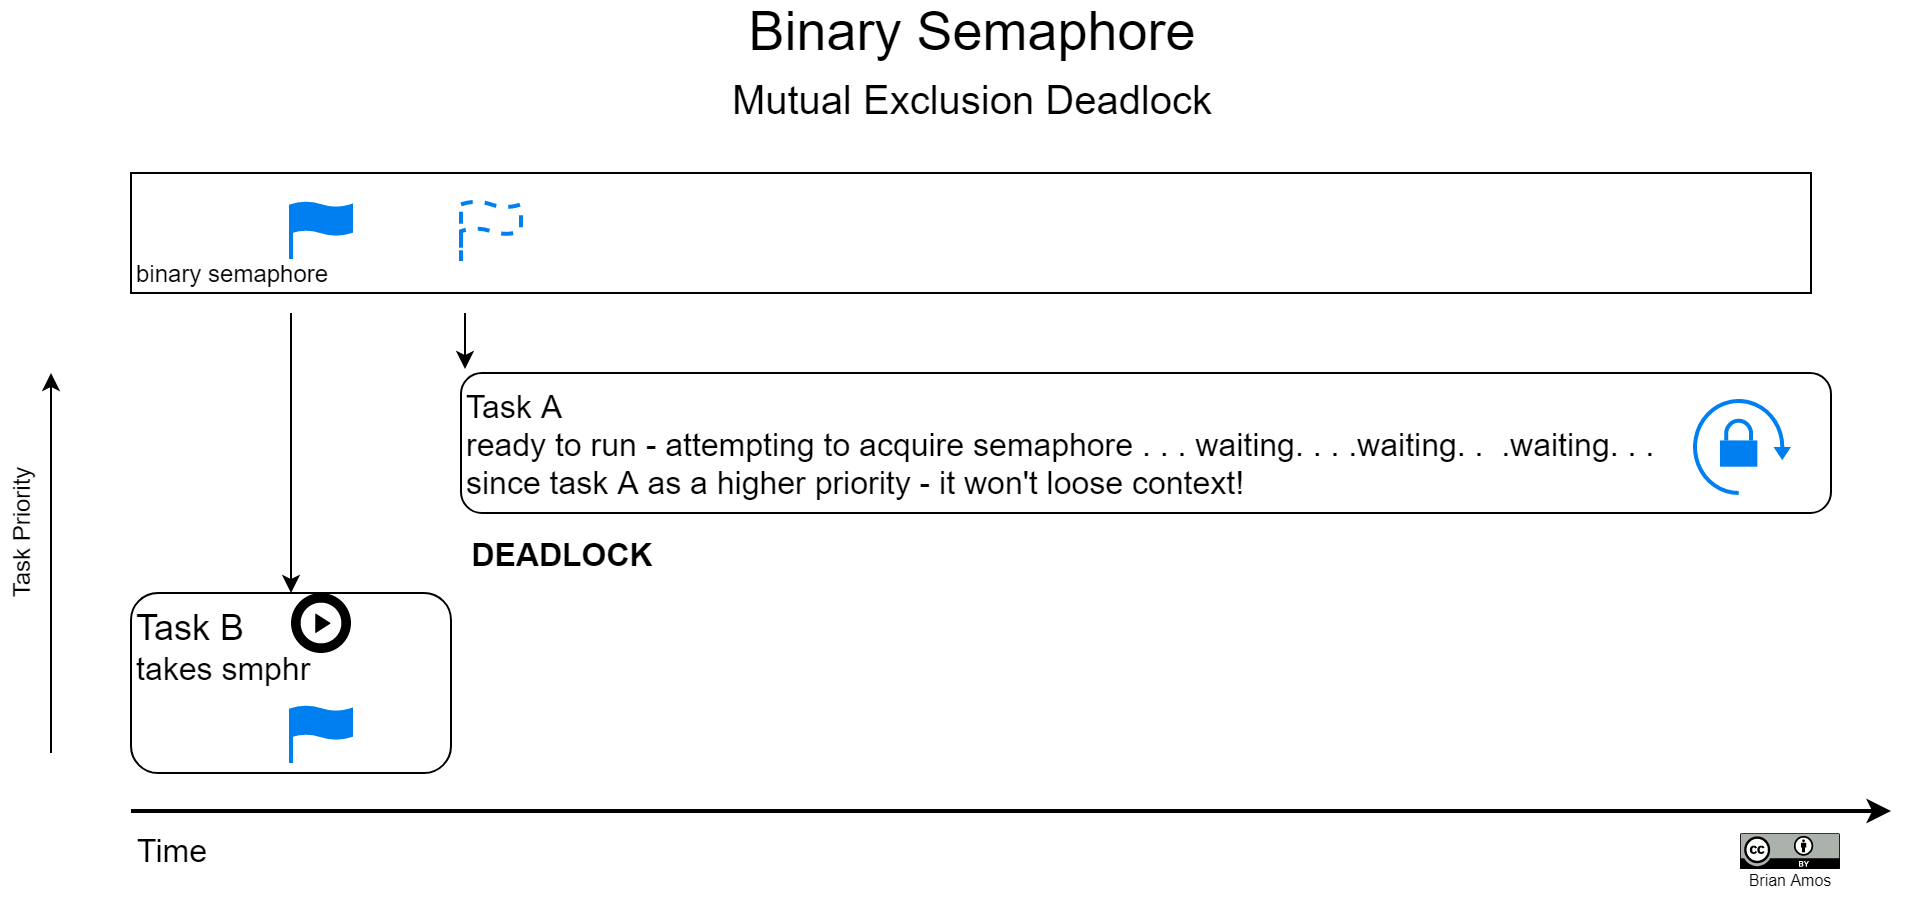 Binary Semaphore
Mutual Exclusion Deadlock
binary semaphore
Task Priority
Task A
ready to run - attempting to acquire semaphore . . . waiting. . . .waiting. .  .waiting. . .
since task A as a higher priority - it won't loose context!
DEADLOCK
Task B
takes smphr
Time
cc
BY
Brian Amos